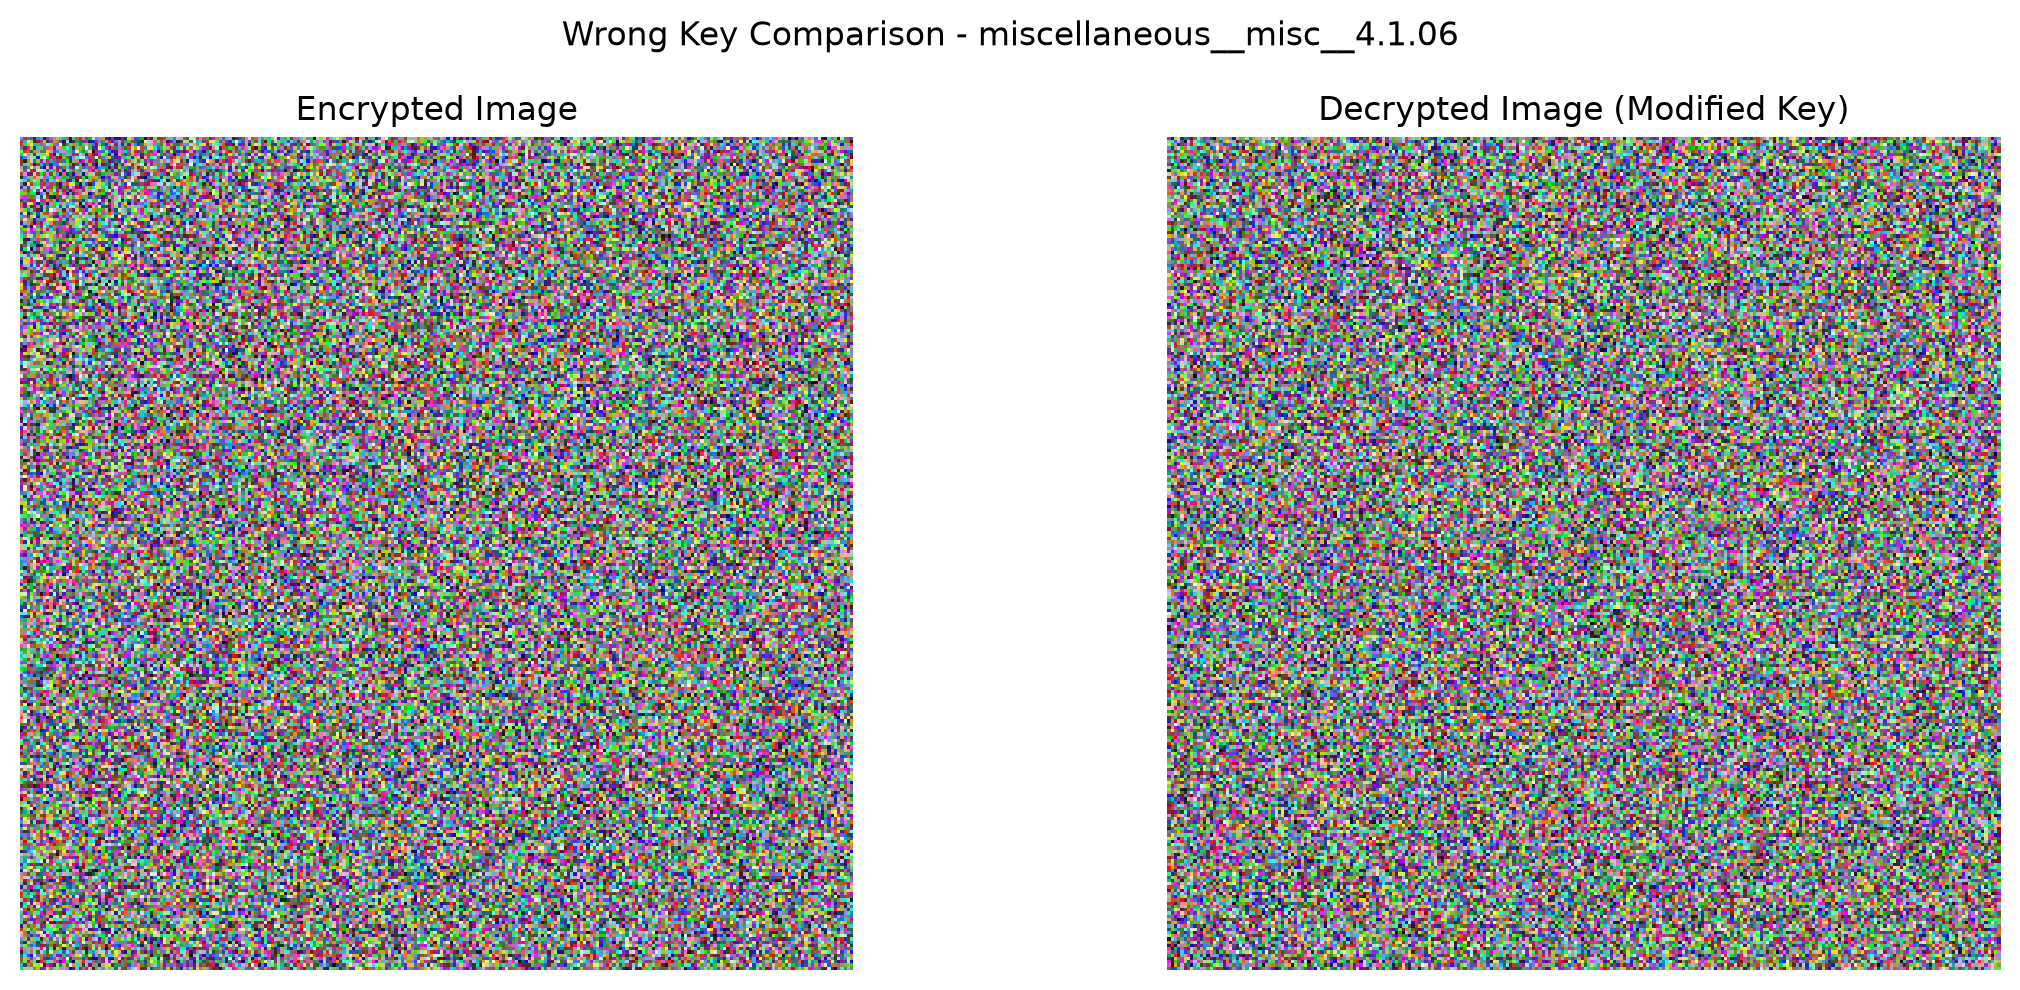 Wrong Key Comparison - miscellaneous__misc__4.1.06
Encrypted Image
Decrypted Image (Modified Key)